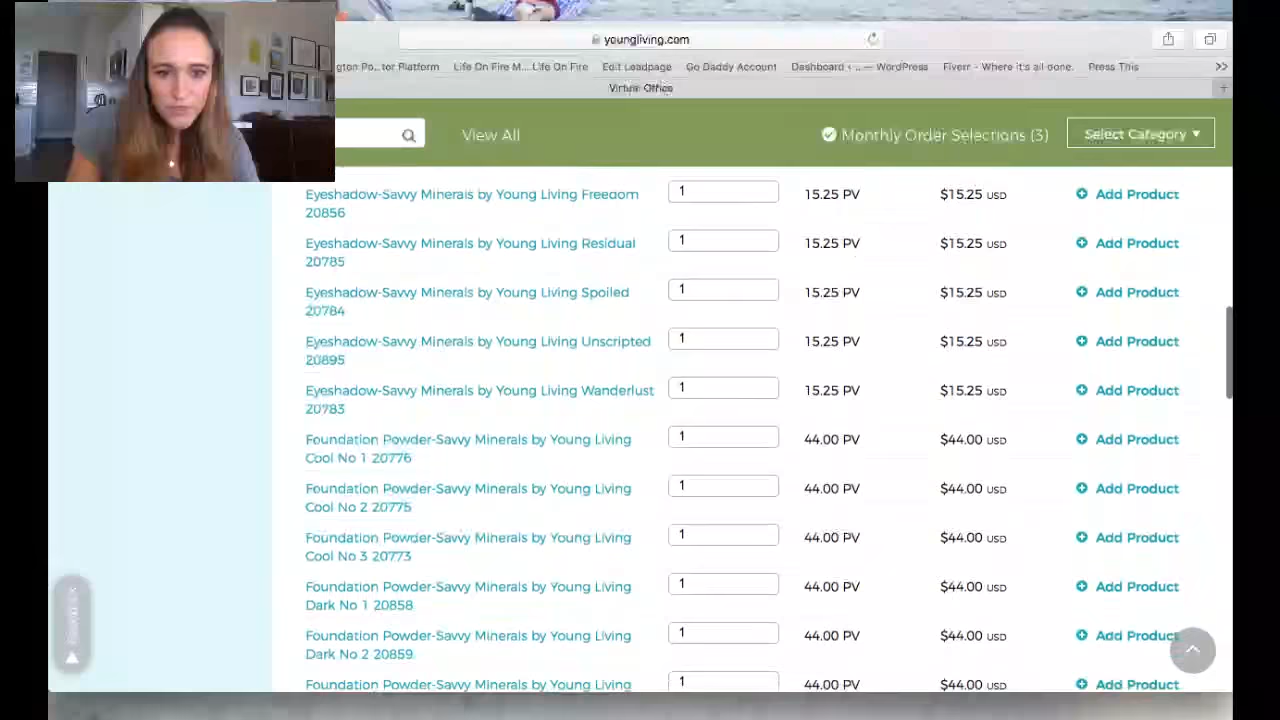 youngliving.com
gton Po...tor Platform Life On Fire M... Life On Fire Edit Leadpage Go Daddy Account Dashboard ‹ ... — WordPress Fiverr - Where it's all done. Press This
Virtual Office
View All Monthly Order Selections (3) Select Category
Eyeshadow-Savvy Minerals by Young Living Freedom 1 15.25 PV $15.25 USD Add Product
20856
Eyeshadow-Savvy Minerals by Young Living Residual 1 15.25 PV $15.25 USD Add Product
20785
Eyeshadow-Savvy Minerals by Young Living Spoiled 1 15.25 PV $15.25 USD Add Product
20784
Eyeshadow-Savvy Minerals by Young Living Unscripted 1 15.25 PV $15.25 USD Add Product
20895
Eyeshadow-Savvy Minerals by Young Living Wanderlust 1 15.25 PV $15.25 USD Add Product
20783
Foundation Powder-Savvy Minerals by Young Living 1 44.00 PV $44.00 USD Add Product
Cool No 1 20776
Foundation Powder-Savvy Minerals by Young Living 1 44.00 PV $44.00 USD Add Product
Cool No 2 20775
Foundation Powder-Savvy Minerals by Young Living 1 44.00 PV $44.00 USD Add Product
Cool No 3 20773
Foundation Powder-Savvy Minerals by Young Living 1 44.00 PV $44.00 USD Add Product
Dark No 1 20858
Foundation Powder-Savvy Minerals by Young Living 1 44.00 PV $44.00 USD Add Product
Dark No 2 20859
Foundation Powder-Savvy Minerals by Young Living 1 44.00 PV $44.00 USD Add Product